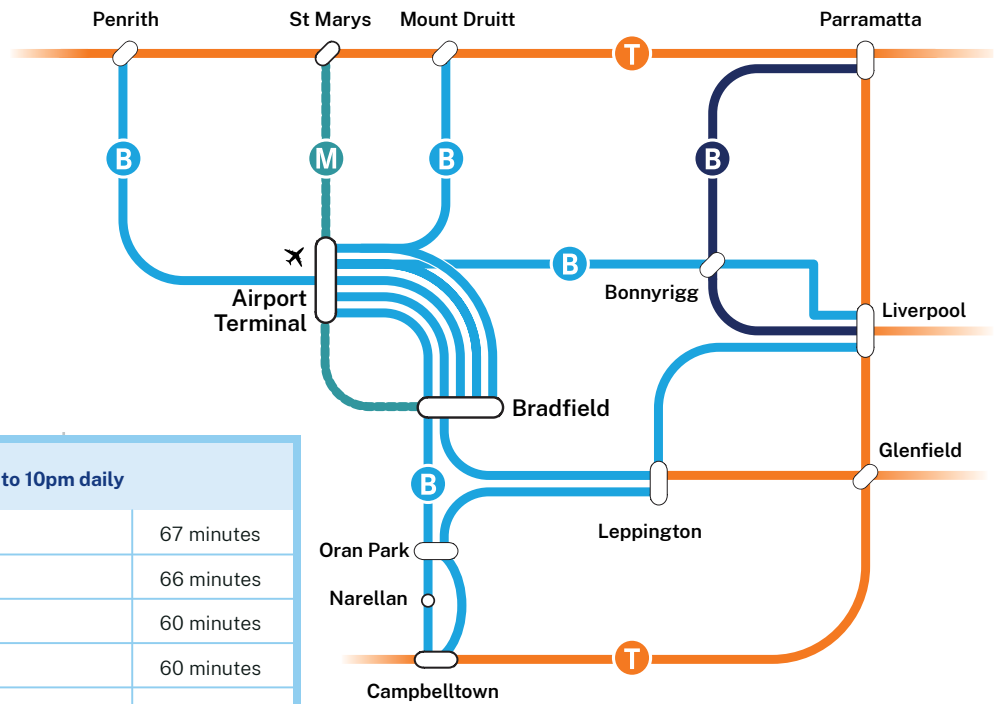 Penrith
St Marys
Mount Druitt
Parramatta
T
B
M
B
B
B
Airport
Terminal
Bonnyrigg
Liverpool
Bradfield
Glenfield
to 10pm daily
B
67 minutes
Leppington
Oran Park
66 minutes
Narellan
60 minutes
60 minutes
T
Campbelltown